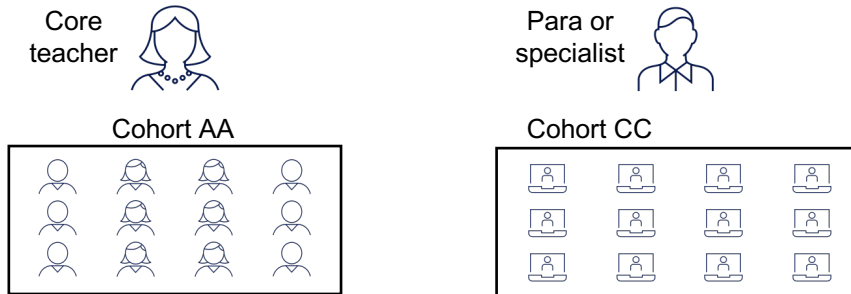 Core
teacher
Para or
specialist
Cohort AA
Cohort CC